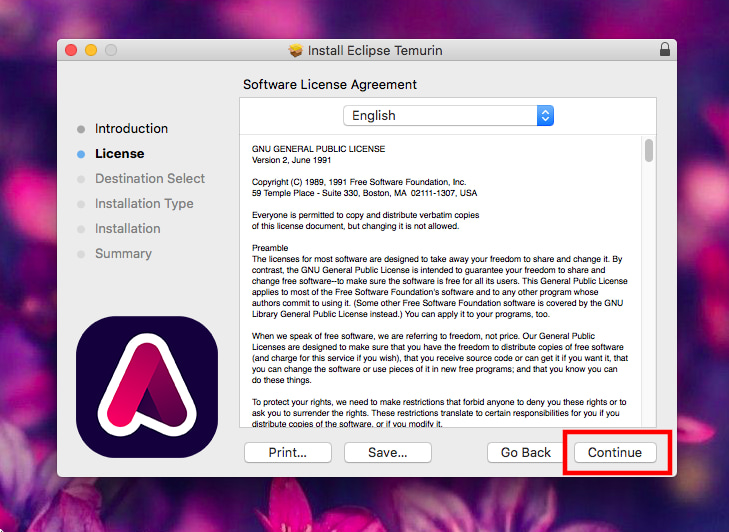 Install Eclipse Temurin
Software License Agreement
English
Introduction
License
Destination Select
Installation Type
Installation
Summary
GNU GENERAL PUBLIC LICENSE
Version 2, June 1991
Copyright (C) 1989, 1991 Free Software Foundation, Inc.
59 Temple Place - Suite 330, Boston, MA  02111-1307, USA
Everyone is permitted to copy and distribute verbatim copies
of this license document, but changing it is not allowed.
Preamble
The licenses for most software are designed to take away your freedom to share and change it. By
contrast, the GNU General Public License is intended to guarantee your freedom to share and
change free software--to make sure the software is free for all its users. This General Public License
applies to most of the Free Software Foundation's software and to any other program whose
authors commit to using it. (Some other Free Software Foundation software is covered by the GNU
Library General Public License instead.) You can apply it to your programs, too.
When we speak of free software, we are referring to freedom, not price. Our General Public
Licenses are designed to make sure that you have the freedom to distribute copies of free software
(and charge for this service if you wish), that you receive source code or can get it if you want it, that
you can change the software or use pieces of it in new free programs; and that you know you can
do these things.
To protect your rights, we need to make restrictions that forbid anyone to deny you these rights or to
ask you to surrender the rights. These restrictions translate to certain responsibilities for you if you
distribute copies of the software, or if you modify it.
Print...
Save...
Go Back
Continue